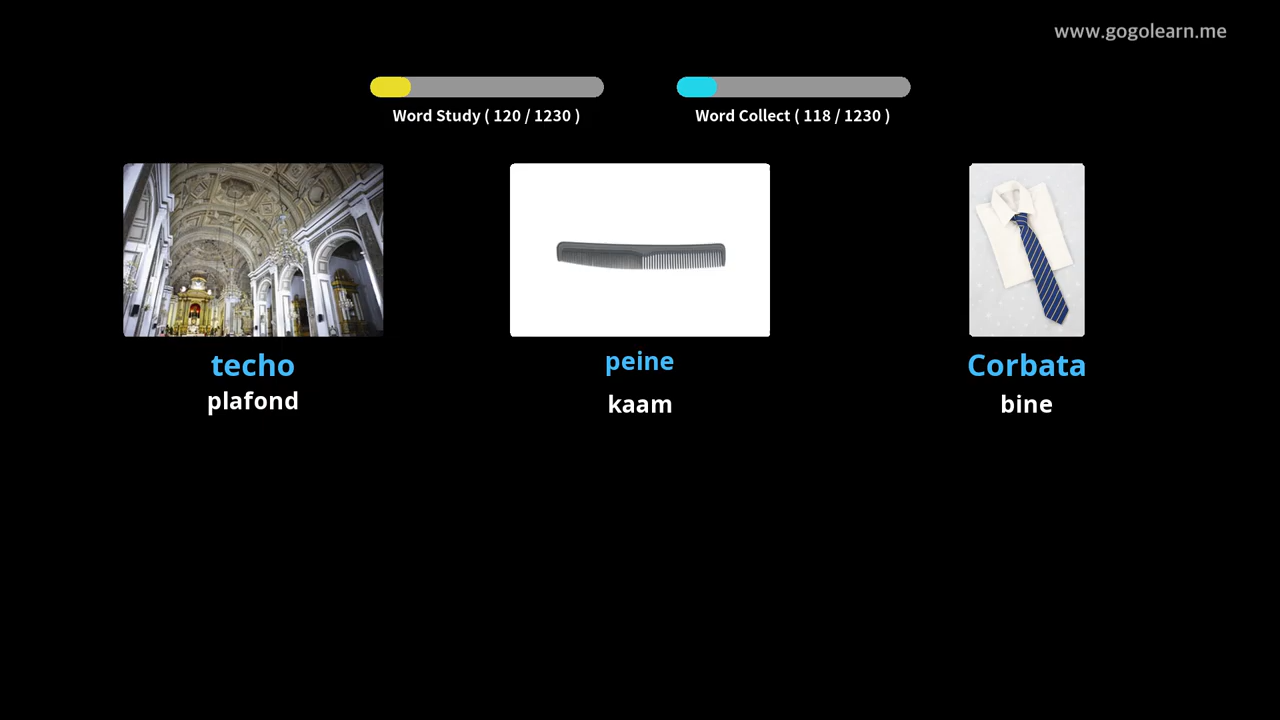 www.gogolearn.me
Word Study ( 120 / 1230 )
Word Collect ( 118 / 1230 )
techo
plafond
peine
kaam
Corbata
bine